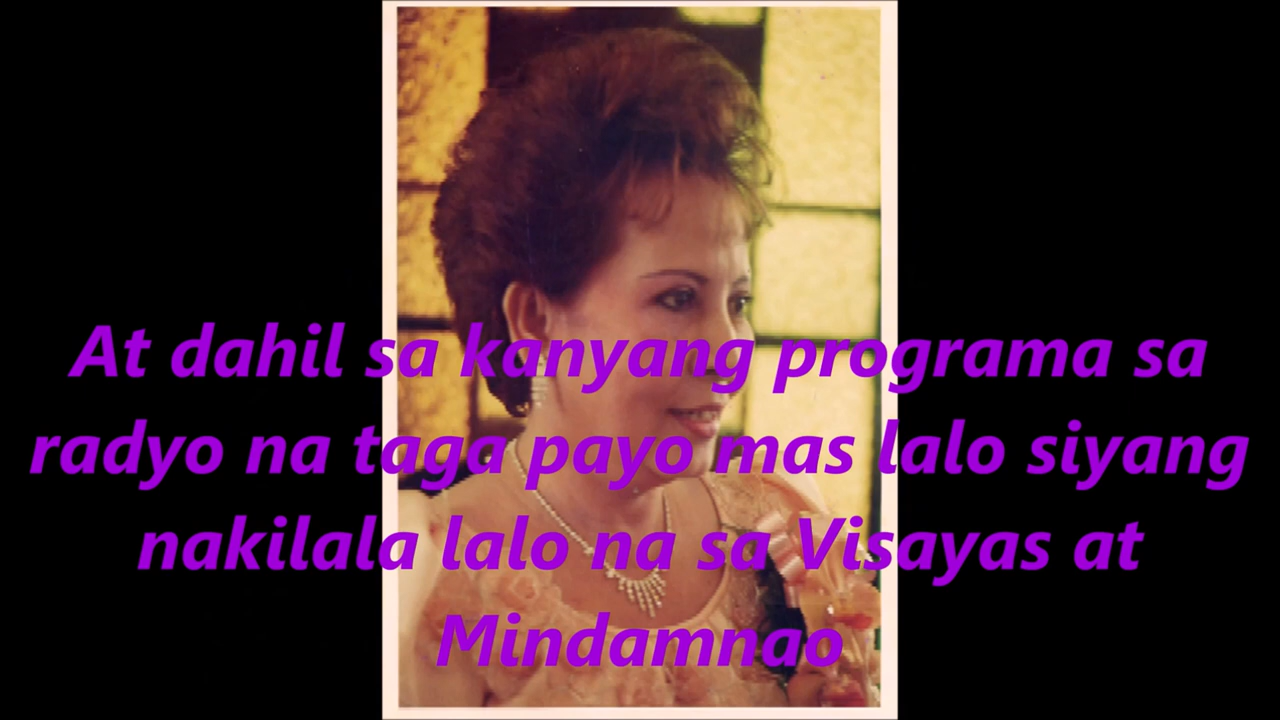 At dahil sa kanyang programa sa
radyo na taga payo mas lalo siyang
nakilala lalo na sa Visayas at
Mindamnao